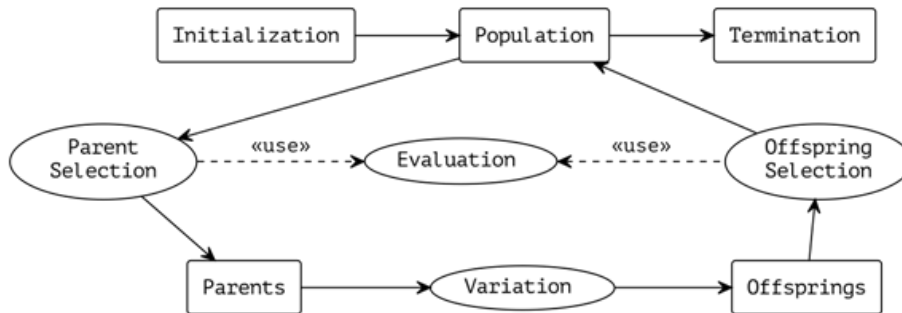 Initialization
Population
Termination
Parent
Selection
«use»
Evaluation
«use»
Offspring
Selection
Parents
Variation
Offsprings